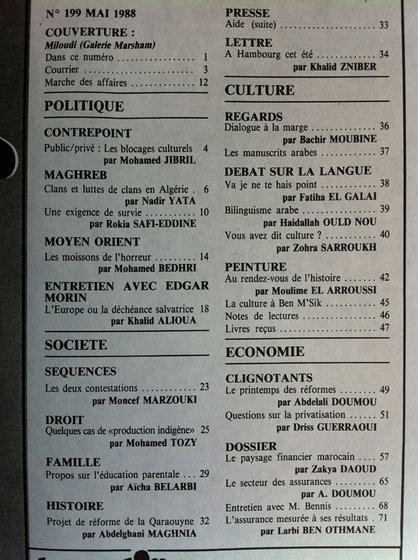 N° 199 MAI 1988
COUVERTURE :
Miloudi (Galerie Marsham)
Dans ce numéro .......... 1
Courrier .......... 3
Marche des affaires .......... 12
POLITIQUE
CONTREPOINT
Public/privé : Les blocages culturels 4
par Mohamed JIBRIL
MAGHREB
Clans et luttes de clans en Algérie . 6
par Nadir YATA
Une exigence de survie .......... 10
par Rokia SAFI-EDDINE
MOYEN ORIENT
Les moissons de l'horreur ........ 14
par Mohamed BEDHRI
ENTRETIEN AVEC EDGAR
MORIN
L'Europe ou la déchéance salvatrice 18
par Khalid ALIOUA
SOCIETE
SEQUENCES
Les deux contestations .......... 23
par Moncef MARZOUKI
DROIT
Quelques cas de «production indigène» 25
par Mohamed TOZY
FAMILLE
Propos sur l'éducation parentale ... 29
par Aïcha BELARBI
HISTOIRE
Projet de réforme de la Qaraouyne 32
par Abdelghani MAGHNIA
PRESSE
Aide (suite) .......... 33
LETTRE
A Hambourg cet été .......... 34
par Khalid ZNIBER
CULTURE
REGARDS
Dialogue à la marge .......... 36
par Bachir MOUBINE
Les manuscrits arabes .......... 37
DEBAT SUR LA LANGUE
Va je ne te hais point .......... 38
par Fatiha EL GALAI
Bilinguisme arabe .......... 39
par Haidallah OULD NOU
Vous avez dit culture ? .......... 40
par Zohra SARROUKH
PEINTURE
Au rendez-vous de l'histoire ...... 42
par Moulime EL ARROUSSI
La culture à Ben M'Sik .......... 45
Notes de lectures .......... 46
Livres reçus .......... 47
ECONOMIE
CLIGNOTANTS
Le printemps des réformes ........ 49
par Abdelali DOUMOU
Questions sur la privatisation ..... 51
par Driss GUERRAOUI
DOSSIER
Le paysage financier marocain .... 57
par Zakya DAOUD
Le secteur des assurances ........ 65
par A. DOUMOU
Entretien avec M. Bennis ........ 68
L'assurance mesurée à ses résultats . 71
par Larbi BEN OTHMANE